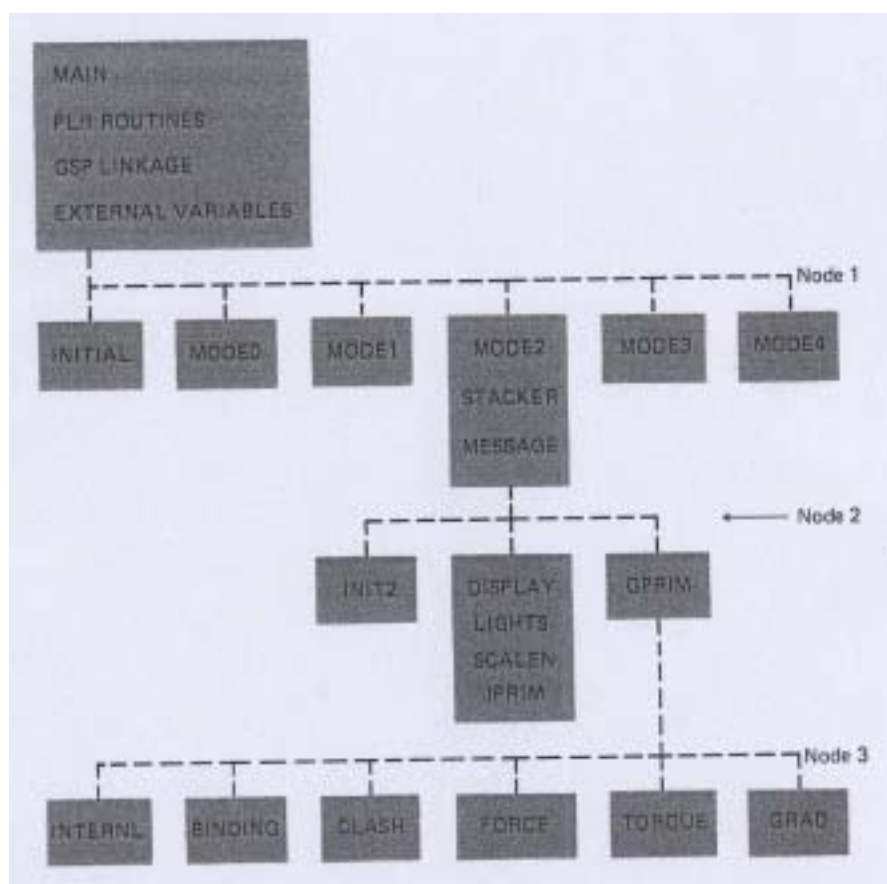 MAIN
PL/I ROUTINES
GSP LINKAGE
EXTERNAL VARIABLES
Node 1
INITIAL
MODE0
MODE1
MODE2
STACKER
MESSAGE
MODE3
MODE4
Node 2
INIT2
DISPLAY
LIGHTS
SCALEN
IPRIM
GPRIM
Node 3
INTERNL
BINDING
CLASH
FORCE
TORQUE
GRAD